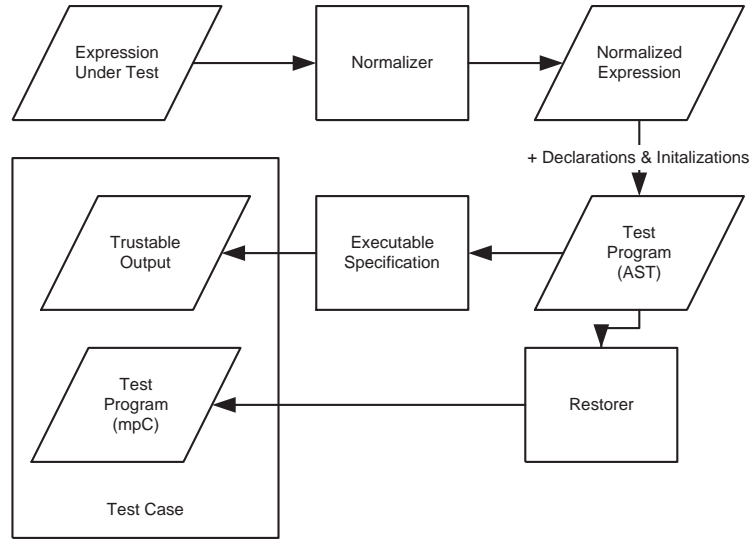 Expression
Under Test
Normalizer
Normalized
Expression
+ Declarations & Initalizations
Trustable
Output
Executable
Specification
Test
Program
(AST)
Test
Program
(mpC)
Restorer
Test Case